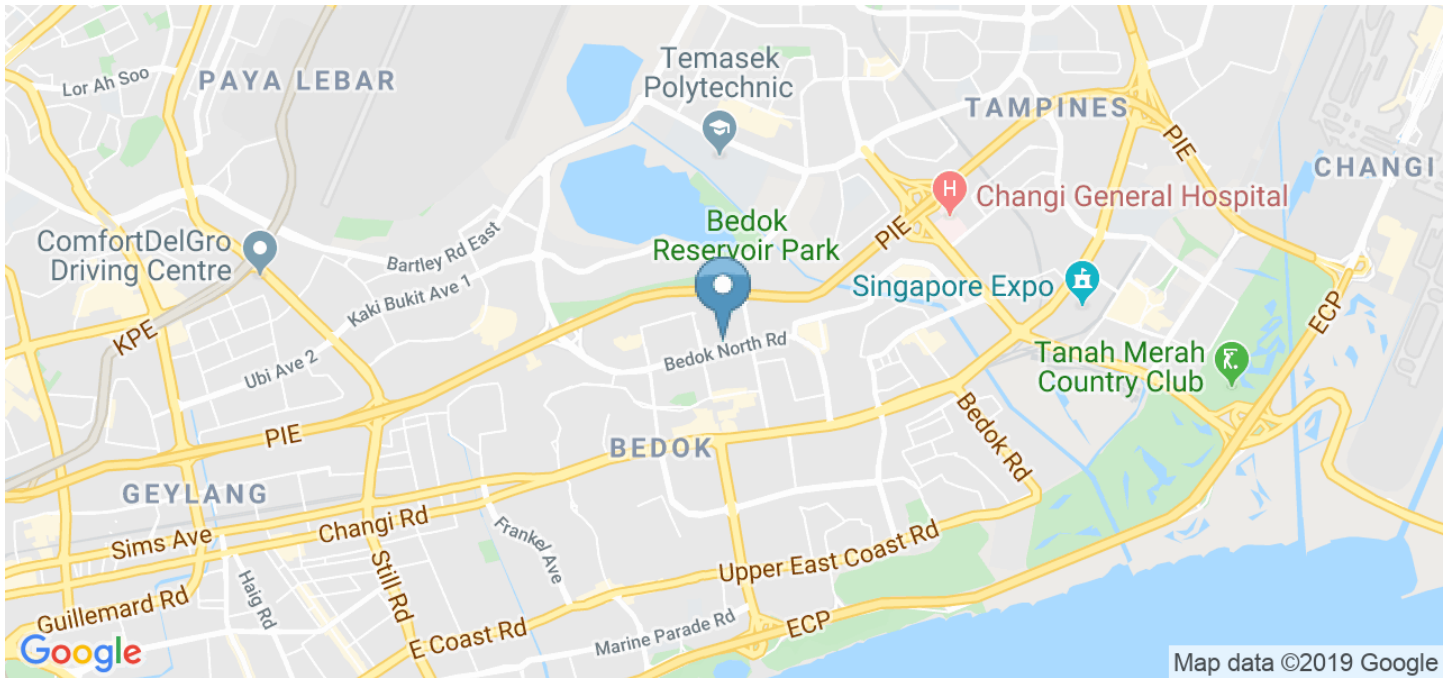 Temasek
Polytechnic
Lor Ah Soo
PAYA LEBAR
TAMPINES
PIE
CHANGI
Changi General Hospital
H
Bedok
Reservoir Park
PIE
ComfortDelGro
Driving Centre
Bartley Rd East
Kaki Bukit Ave 1
Singapore Expo
KPE
ECP
Ubi Ave 2
Bedok North Rd
Tanah Merah
Country Club
PIE
BEDOK
Bedok Rd
GEYLANG
Sims Ave
Changi Rd
Frankel Ave
Still Rd
Upper East Coast Rd
Haig Rd
Guillemard Rd
E Coast Rd
Marine Parade Rd
ECP
Google
Map data ©2019 Google